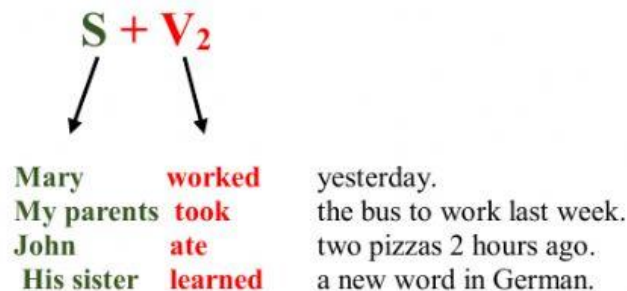 S + V₂
Mary worked yesterday.
My parents took the bus to work last week.
John ate two pizzas 2 hours ago.
His sister learned a new word in German.